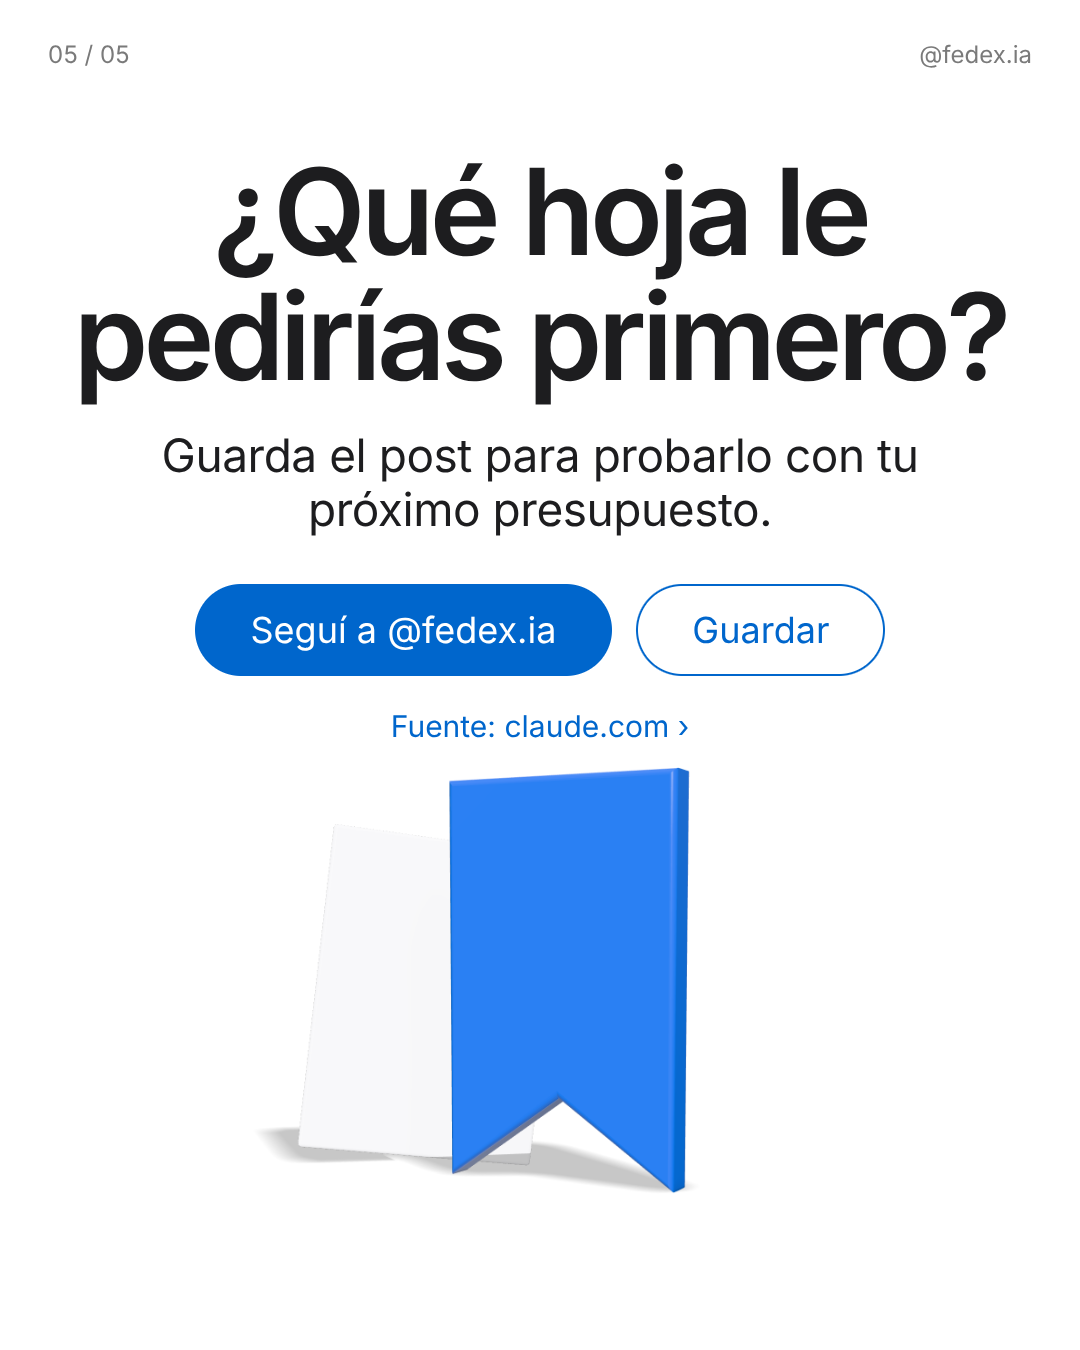 05 / 05
@fedex.ia
¿Qué hoja le
pedirías primero?
Guarda el post para probarlo con tu
próximo presupuesto.
Seguí a @fedex.ia
Guardar
Fuente: claude.com ›